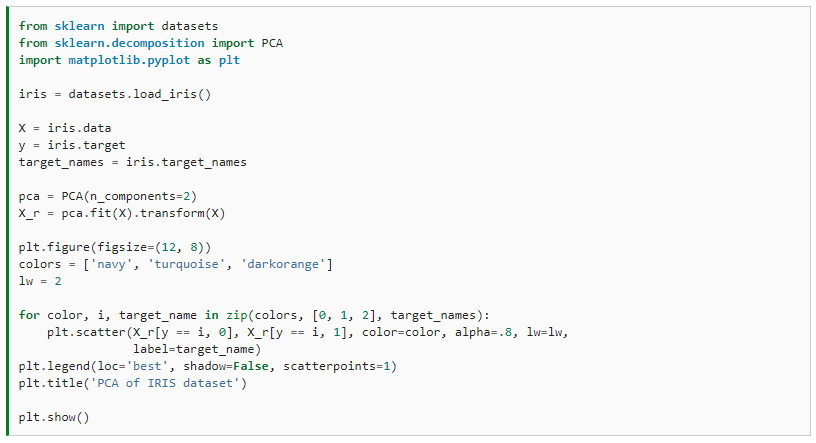 from sklearn import datasets
from sklearn.decomposition import PCA
import matplotlib.pyplot as plt

iris = datasets.load_iris()

X = iris.data
y = iris.target
target_names = iris.target_names

pca = PCA(n_components=2)
X_r = pca.fit(X).transform(X)

plt.figure(figsize=(12, 8))
colors = ['navy', 'turquoise', 'darkorange']
lw = 2

for color, i, target_name in zip(colors, [0, 1, 2], target_names):
    plt.scatter(X_r[y == i, 0], X_r[y == i, 1], color=color, alpha=.8, lw=lw,
                label=target_name)
plt.legend(loc='best', shadow=False, scatterpoints=1)
plt.title('PCA of IRIS dataset')

plt.show()